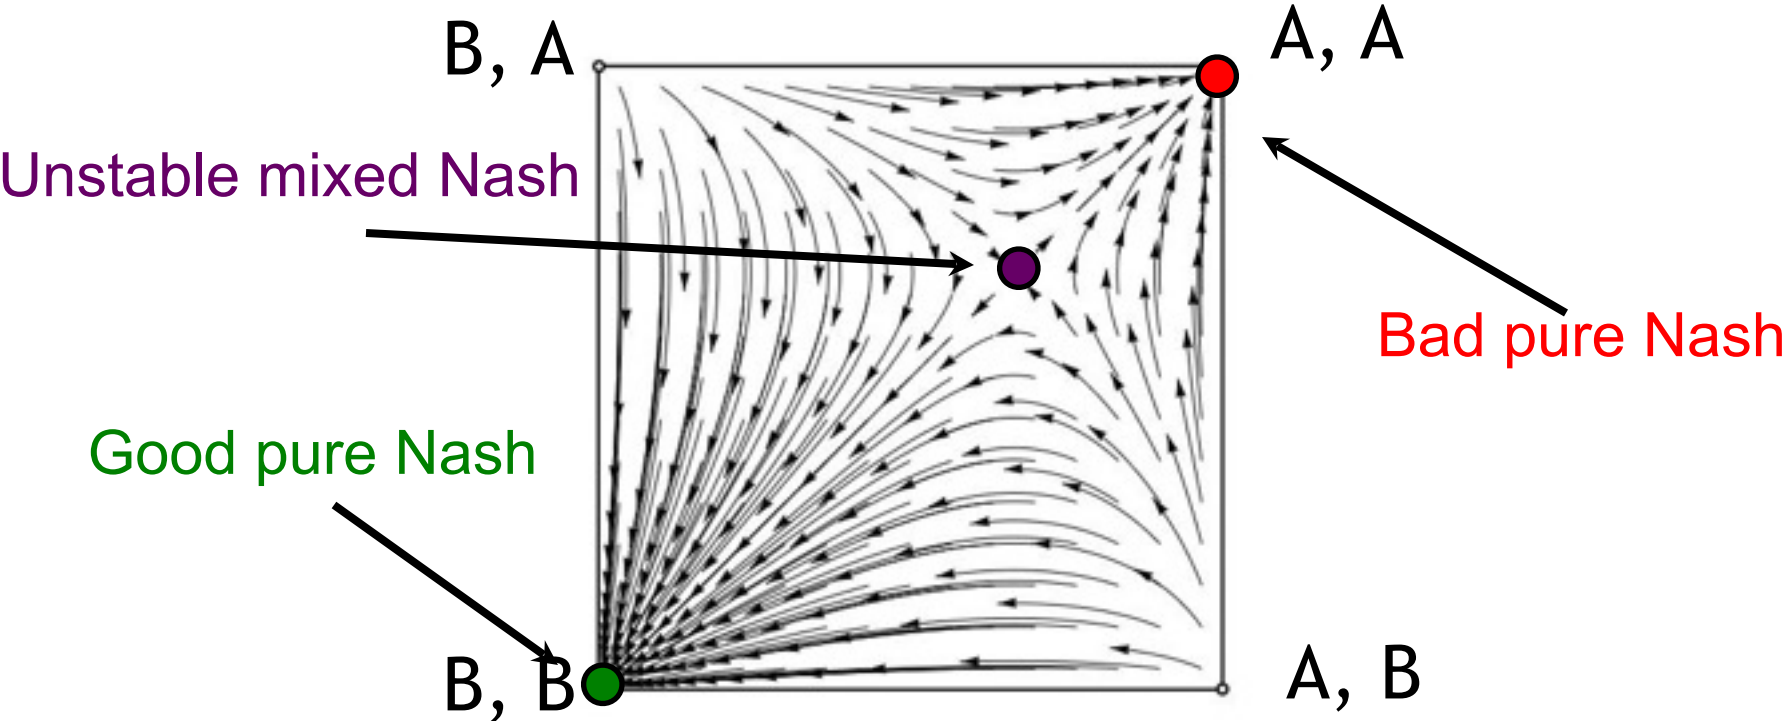 B, A
A, A
Unstable mixed Nash
Bad pure Nash
Good pure Nash
B, B
A, B